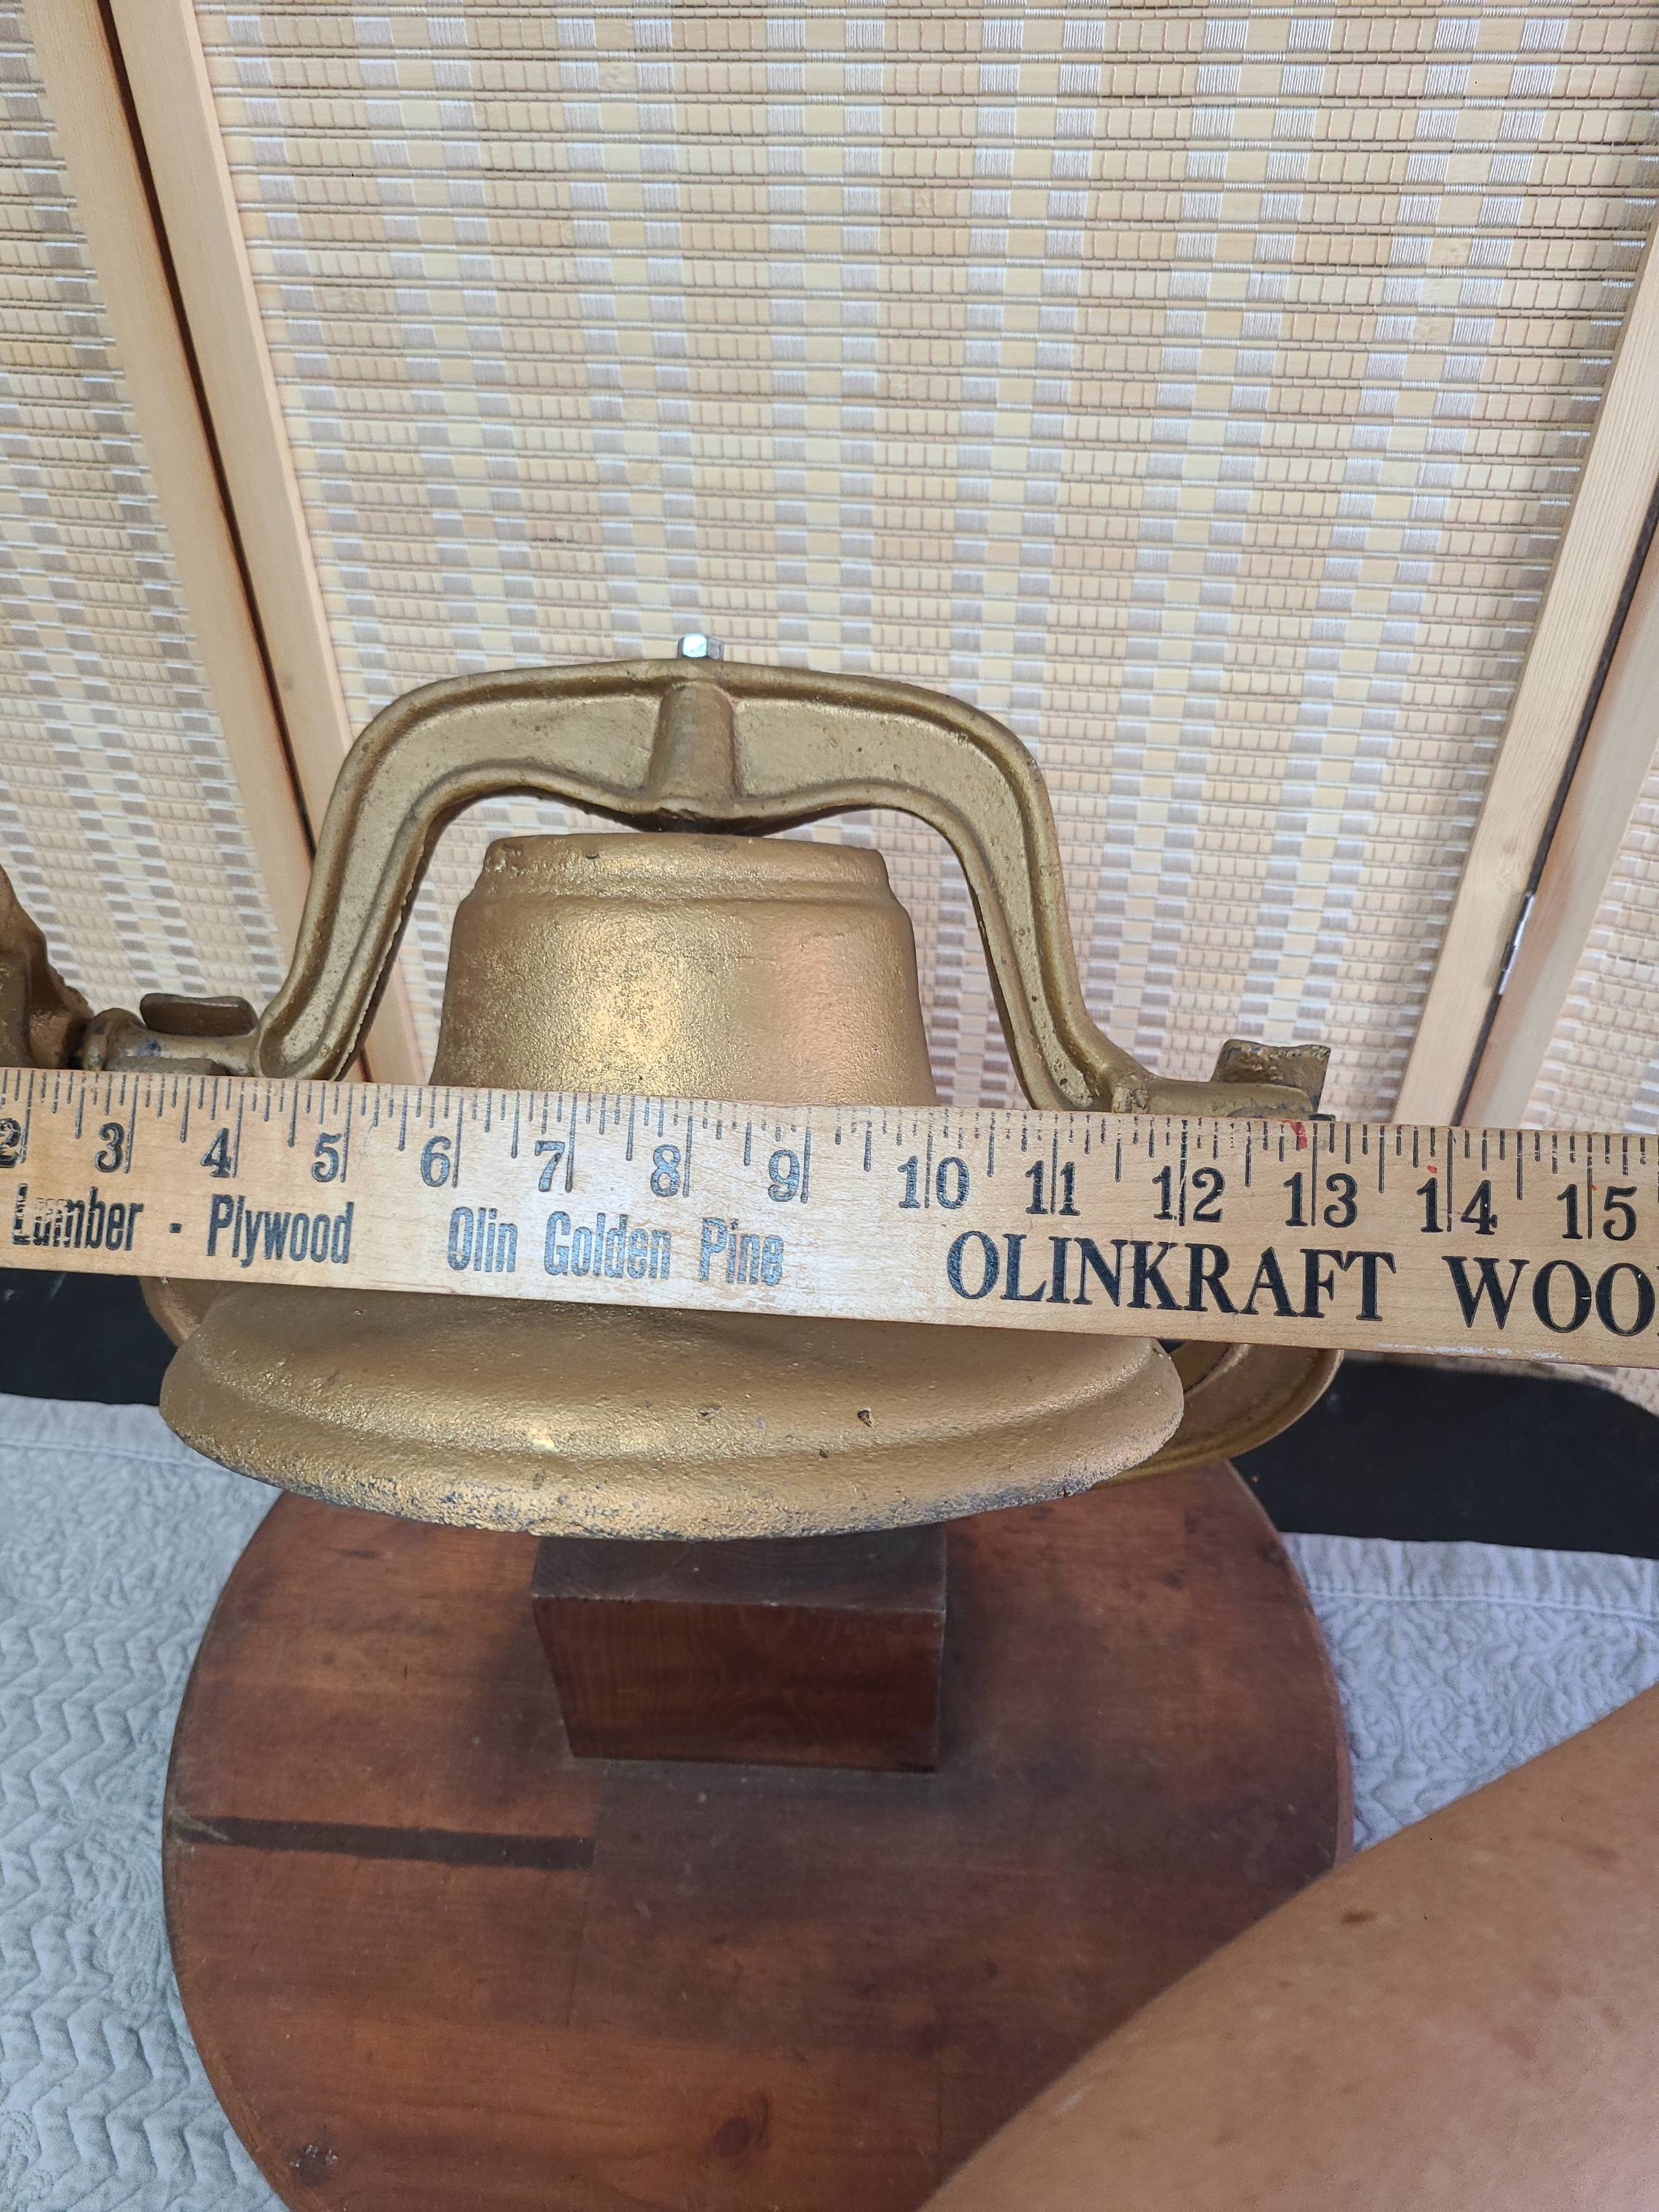 2 3 4 5 6 7 8 9 10 11 12 13 14 15
Lumber - Plywood Olin Golden Pine OLINKRAFT WOO